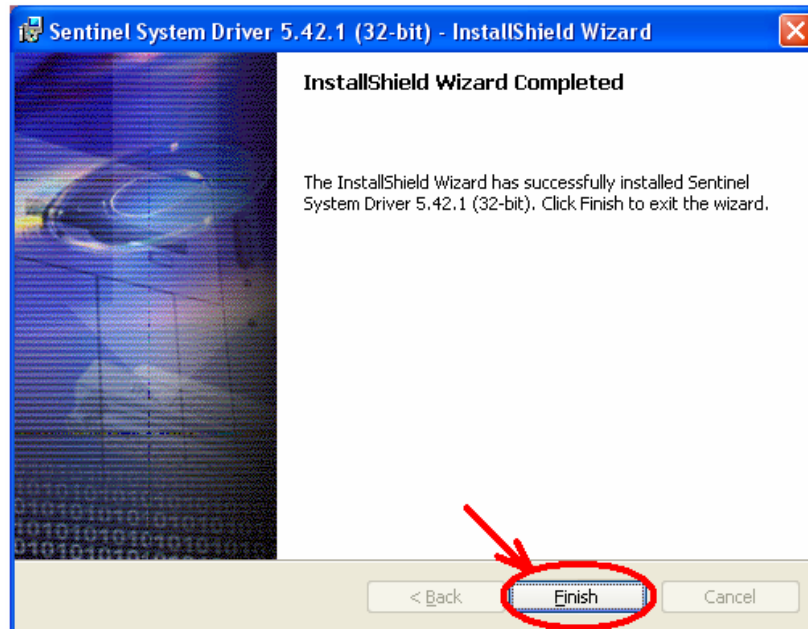 Sentinel System Driver 5.42.1 (32-bit) - InstallShield Wizard
InstallShield Wizard Completed
The InstallShield Wizard has successfully installed Sentinel
System Driver 5.42.1 (32-bit). Click Finish to exit the wizard.
< Back
Finish
Cancel